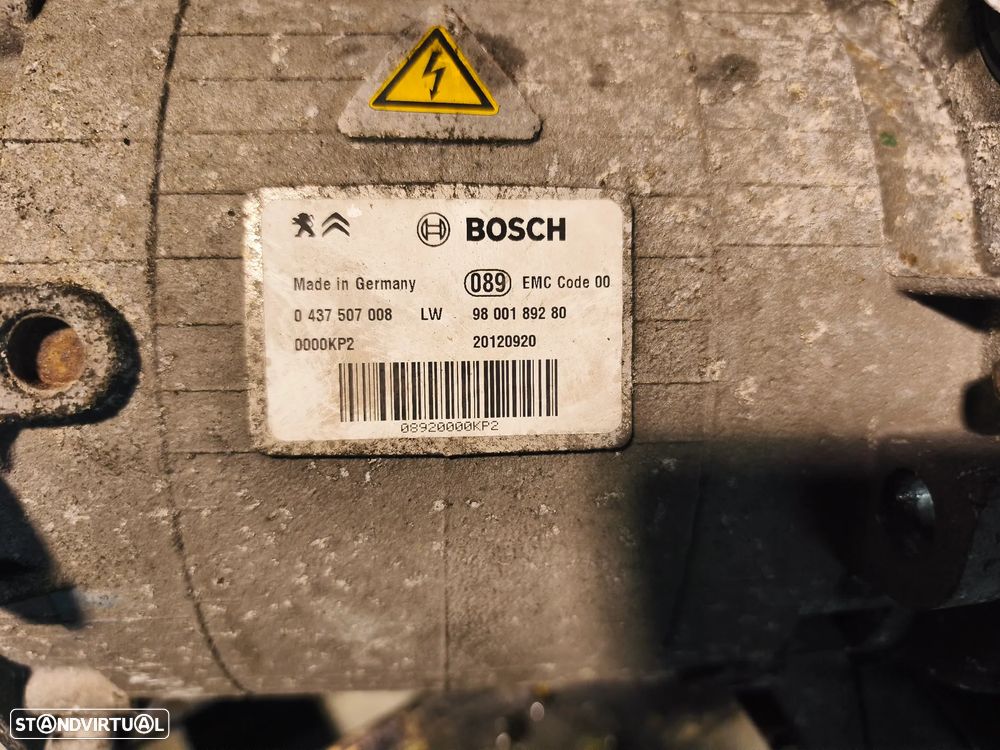 BOSCH
Made in Germany 089 EMC Code 00
0 437 507 008 LW 98 001 892 80
0000KP2 20120920
08920000KP2
STANDVIRTUAL